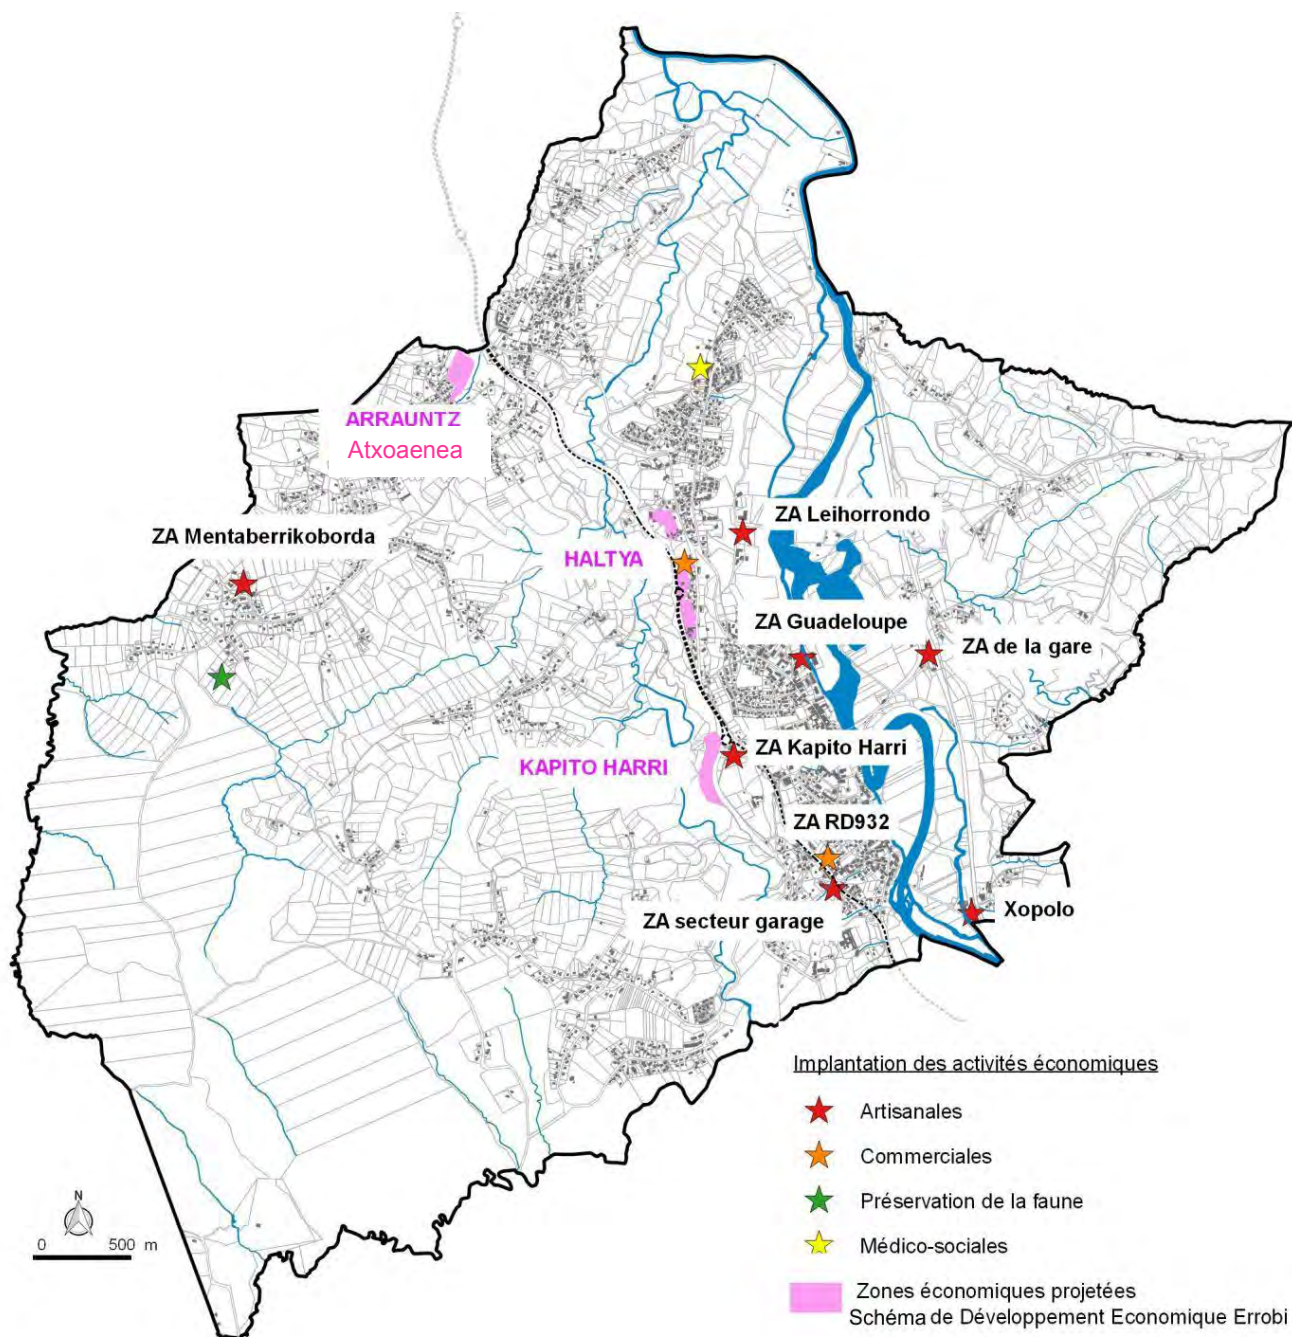 ARRAUNTZ
Atxoaenea
ZA Mentaberrikoborda
ZA Leihorrondo
HALTYA
ZA Guadeloupe
ZA de la gare
ZA Kapito Harri
KAPITO HARRI
ZA RD932
ZA secteur garage
Xopolo
Implantation des activités économiques
Artisanales
Commerciales
Préservation de la faune
Médico-sociales
Zones économiques projetées
Schéma de Développement Economique Errobi
N
0 500 m